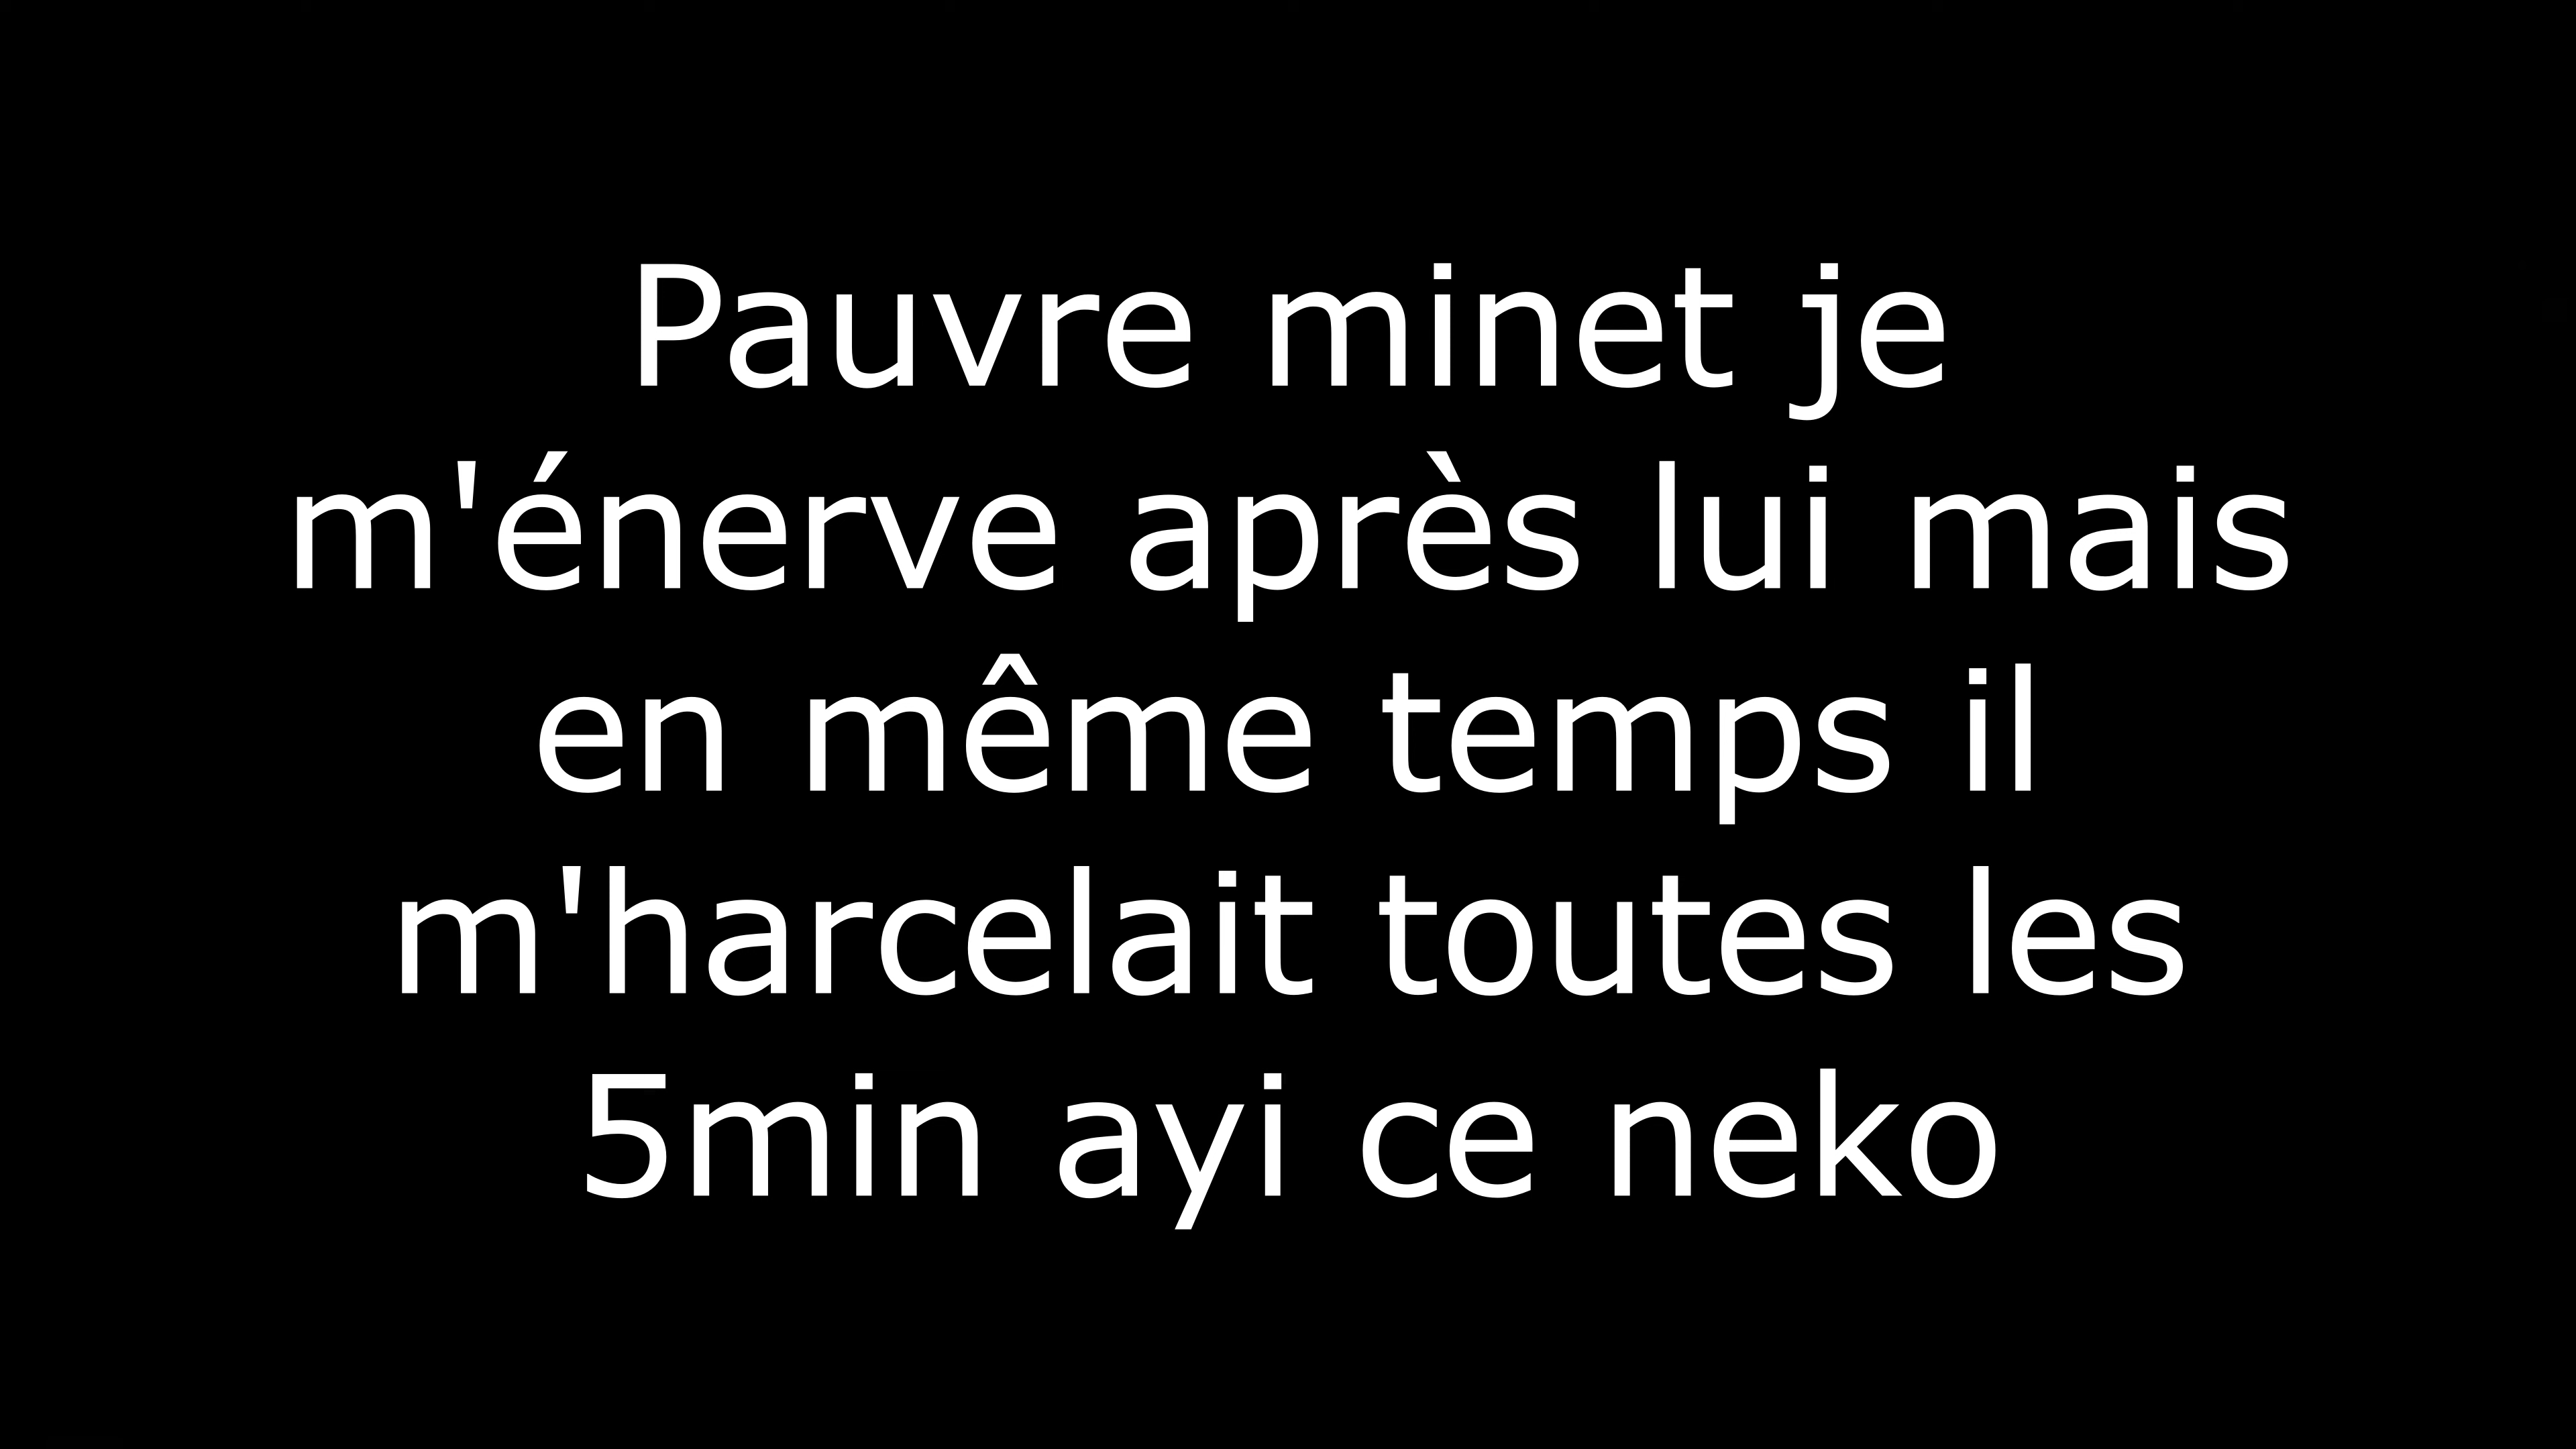 Pauvre minet je
m'énerve après lui mais
en même temps il
m'harcelait toutes les
5min ayi ce neko